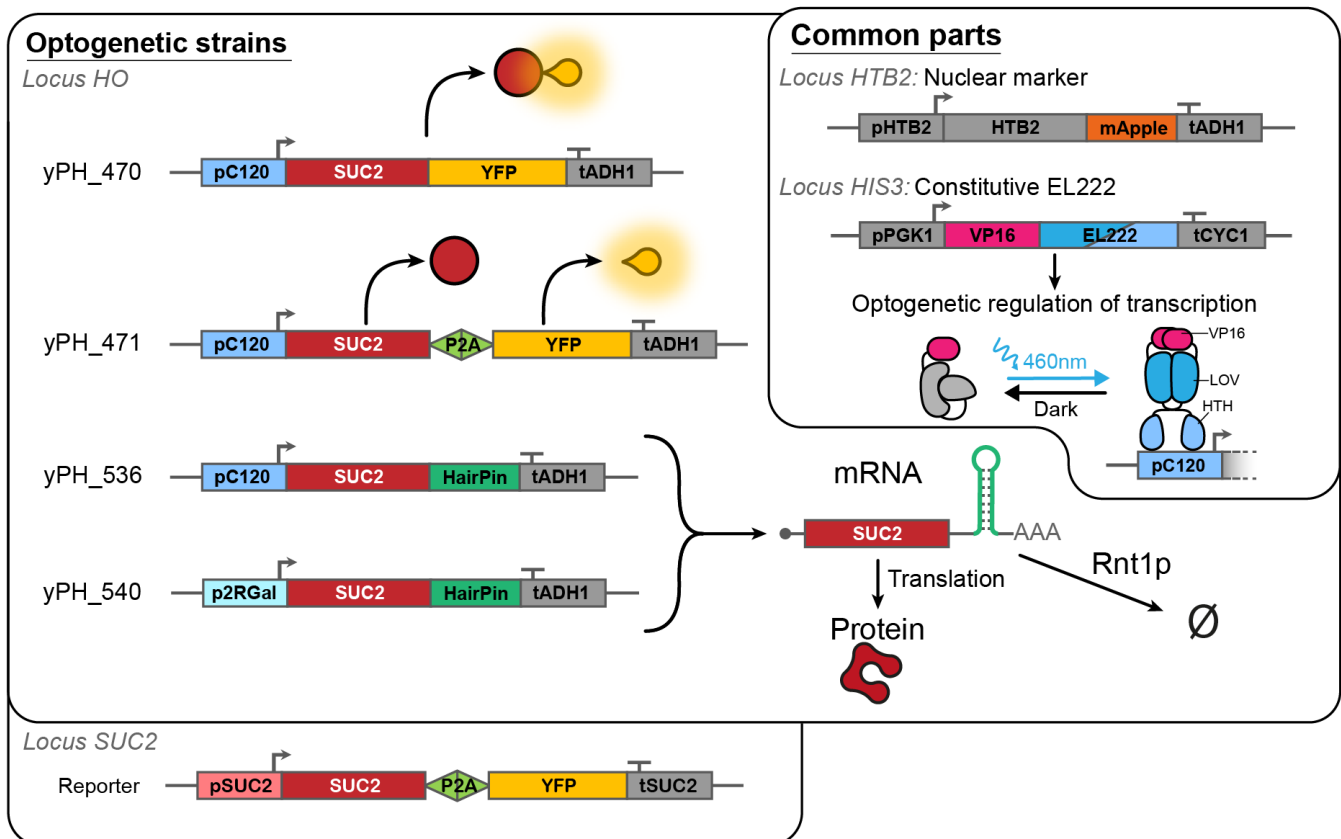 Optogenetic strains
Locus HO
yPH_470
pC120 SUC2 YFP tADH1
yPH_471
pC120 SUC2 P2A YFP tADH1
yPH_536
pC120 SUC2 HairPin tADH1
yPH_540
p2RGal SUC2 HairPin tADH1
mRNA
SUC2 AAA
Translation
Rnt1p
Protein
Ø
Common parts
Locus HTB2: Nuclear marker
pHTB2 HTB2 mApple tADH1
Locus HIS3: Constitutive EL222
pPGK1 VP16 EL222 tCYC1
Optogenetic regulation of transcription
460nm
Dark
VP16
LOV
HTH
pC120
Locus SUC2
Reporter
pSUC2 SUC2 P2A YFP tSUC2